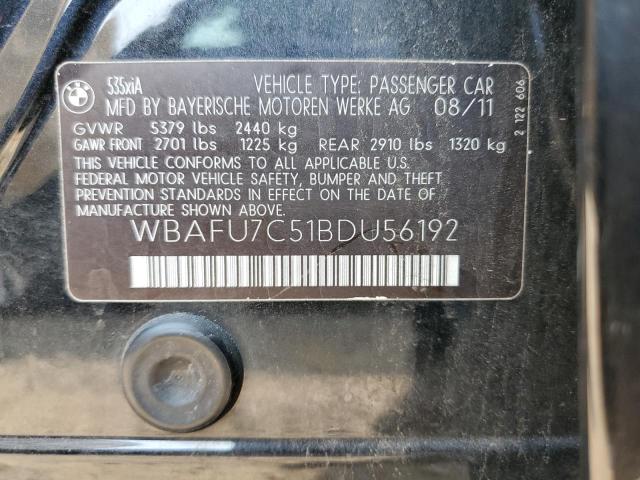 BMW
535xiA
VEHICLE TYPE: PASSENGER CAR
MFD BY BAYERISCHE MOTOREN WERKE AG 08/11
GVWR 5379 lbs 2440 kg
GAWR FRONT 2701 lbs 1225 kg REAR 2910 lbs 1320 kg
THIS VEHICLE CONFORMS TO ALL APPLICABLE U.S.
FEDERAL MOTOR VEHICLE SAFETY, BUMPER AND THEFT
PREVENTION STANDARDS IN EFFECT ON THE DATE OF
MANUFACTURE SHOWN ABOVE
WBAFU7C51BDU56192
2 122 606